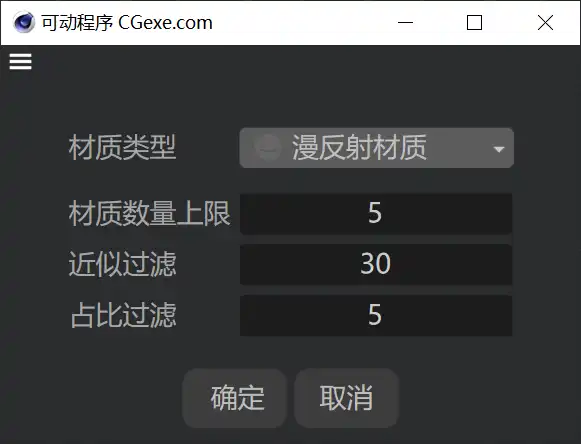 可动程序 CGexe.com
材质类型 漫反射材质
材质数量上限 5
近似过滤 30
占比过滤 5
确定 取消